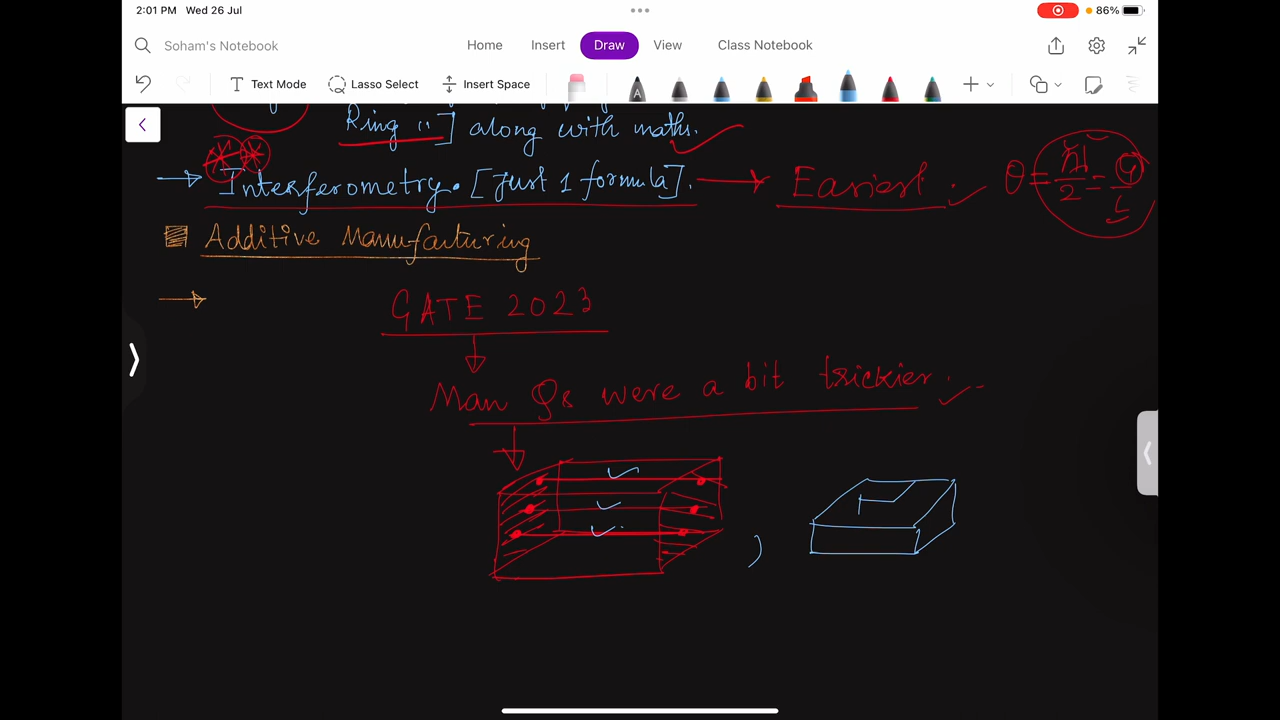 2:01 PM Wed 26 Jul
86%
Soham's Notebook
Home Insert Draw View Class Notebook
Text Mode Lasso Select Insert Space
A
Ring "] along with maths.
→ Interferometry. [Just 1 formula]. → Easiest.
Additive Manufacturing
→ GATE 2023
Man Qs were a bit trickier.
,